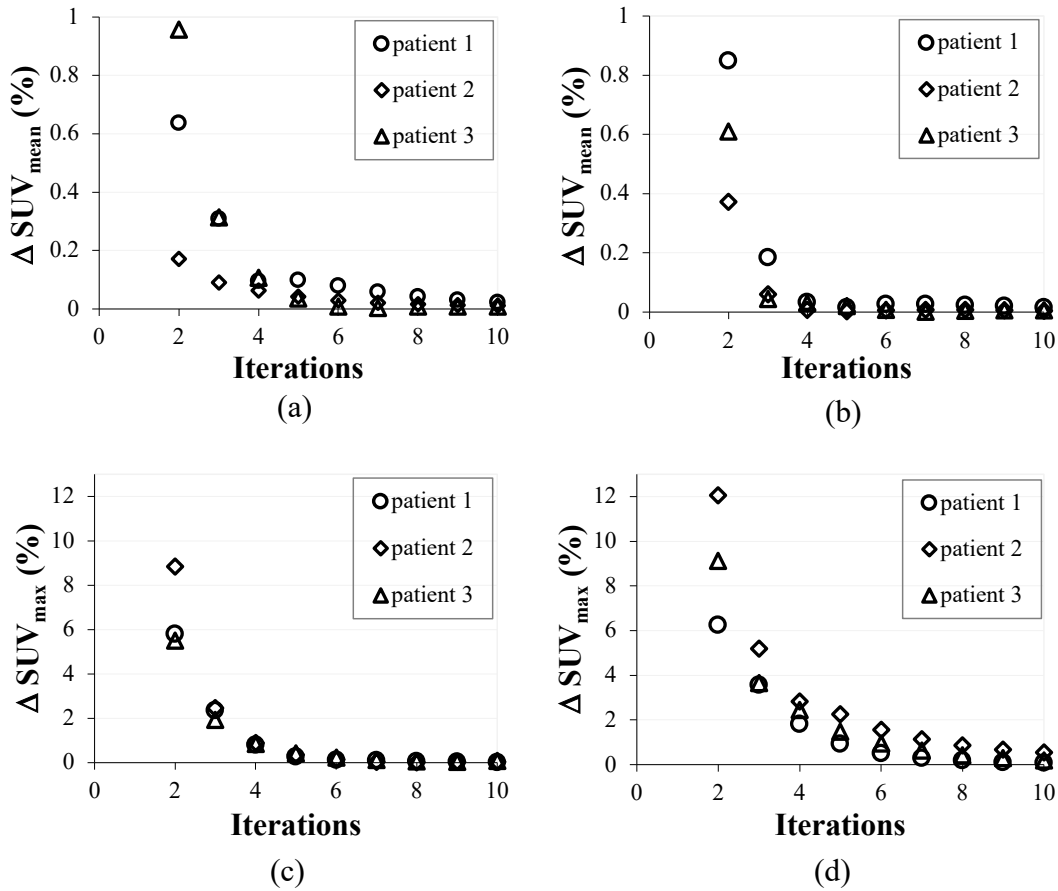 1
0.8
0.6
0.4
0.2
0
Δ SUVmean (%)
patient 1
patient 2
patient 3
0 2 4 6 8 10
Iterations
(a)
1
0.8
0.6
0.4
0.2
0
Δ SUVmean (%)
patient 1
patient 2
patient 3
0 2 4 6 8 10
Iterations
(b)
12
10
8
6
4
2
0
Δ SUVmax (%)
patient 1
patient 2
patient 3
0 2 4 6 8 10
Iterations
(c)
12
10
8
6
4
2
0
Δ SUVmax (%)
patient 1
patient 2
patient 3
0 2 4 6 8 10
Iterations
(d)